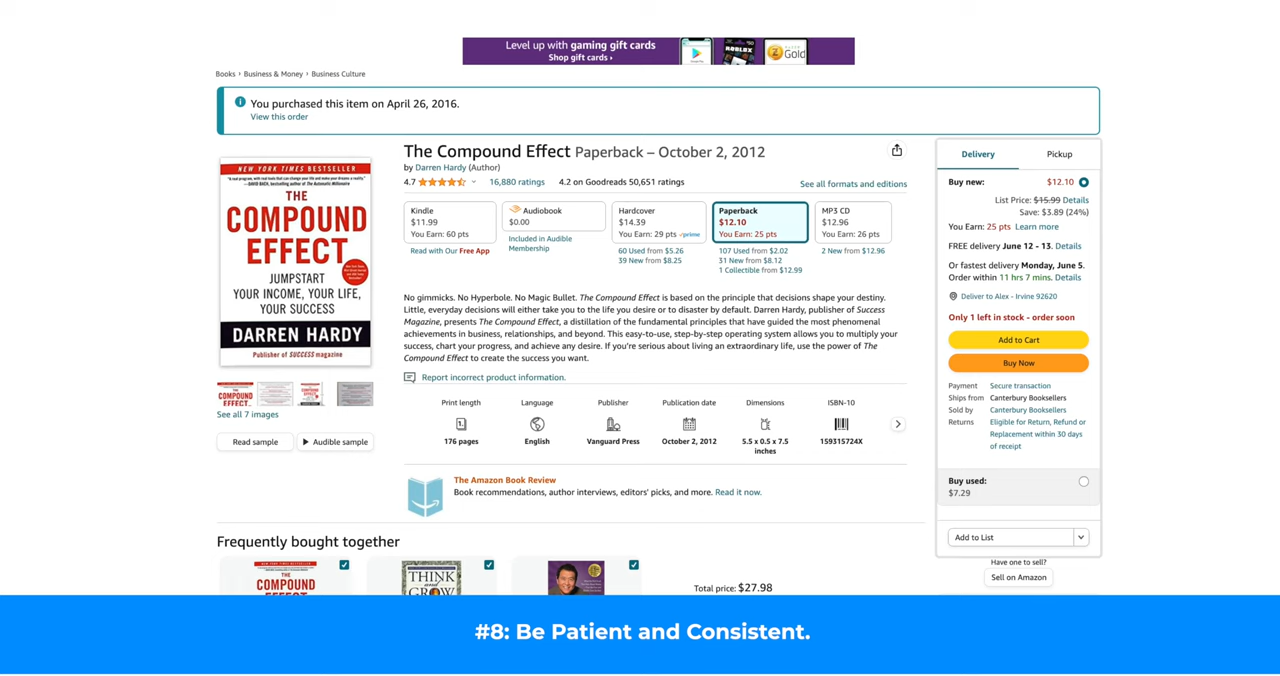 Level up with gaming gift cards
Shop gift cards ›
ROBLOX
Gold
Books › Business & Money › Business Culture
You purchased this item on April 26, 2016.
View this order
NEW YORK TIMES BESTSELLER
THE
COMPOUND
EFFECT
JUMPSTART
YOUR INCOME, YOUR LIFE,
YOUR SUCCESS
DARREN HARDY
Publisher of SUCCESS magazine
See all 7 images
Read sample
Audible sample
The Compound Effect Paperback – October 2, 2012
by Darren Hardy (Author)
4.7 16,880 ratings 4.2 on Goodreads 50,651 ratings
See all formats and editions
Kindle
$11.99
You Earn: 60 pts
Read with Our Free App
Audiobook
$0.00
Included in Audible
Membership
Hardcover
$14.39
You Earn: 29 pts prime
60 Used from $5.26
39 New from $8.25
Paperback
$12.10
You Earn: 25 pts
107 Used from $2.02
31 New from $8.12
1 Collectible from $12.99
MP3 CD
$12.96
You Earn: 26 pts
2 New from $12.96
No gimmicks. No Hyperbole. No Magic Bullet. The Compound Effect is based on the principle that decisions shape your destiny.
Little, everyday decisions will either take you to the life you desire or to disaster by default. Darren Hardy, publisher of Success
Magazine, presents The Compound Effect, a distillation of the fundamental principles that have guided the most phenomenal
achievements in business, relationships, and beyond. This easy-to-use, step-by-step operating system allows you to multiply your
success, chart your progress, and achieve any desire. If you're serious about living an extraordinary life, use the power of The
Compound Effect to create the success you want.
Report incorrect product information.
Print length
176 pages
Language
English
Publisher
Vanguard Press
Publication date
October 2, 2012
Dimensions
5.5 x 0.5 x 7.5
inches
ISBN-10
159315724X
The Amazon Book Review
Book recommendations, author interviews, editors' picks, and more. Read it now.
Delivery
Pickup
Buy new: $12.10
List Price: $15.99 Details
Save: $3.89 (24%)
You Earn: 25 pts Learn more
FREE delivery June 12 - 13. Details
Or fastest delivery Monday, June 5.
Order within 11 hrs 7 mins. Details
Deliver to Alex - Irvine 92620
Only 1 left in stock - order soon
Add to Cart
Buy Now
Payment Secure transaction
Ships from Canterbury Booksellers
Sold by Canterbury Booksellers
Returns Eligible for Return, Refund or
Replacement within 30 days
of receipt
Buy used:
$7.29
Add to List
Have one to sell?
Sell on Amazon
Frequently bought together
NEW YORK TIMES BESTSELLER
THE
COMPOUND
THINK
and
GROW
Total price: $27.98
#8: Be Patient and Consistent.